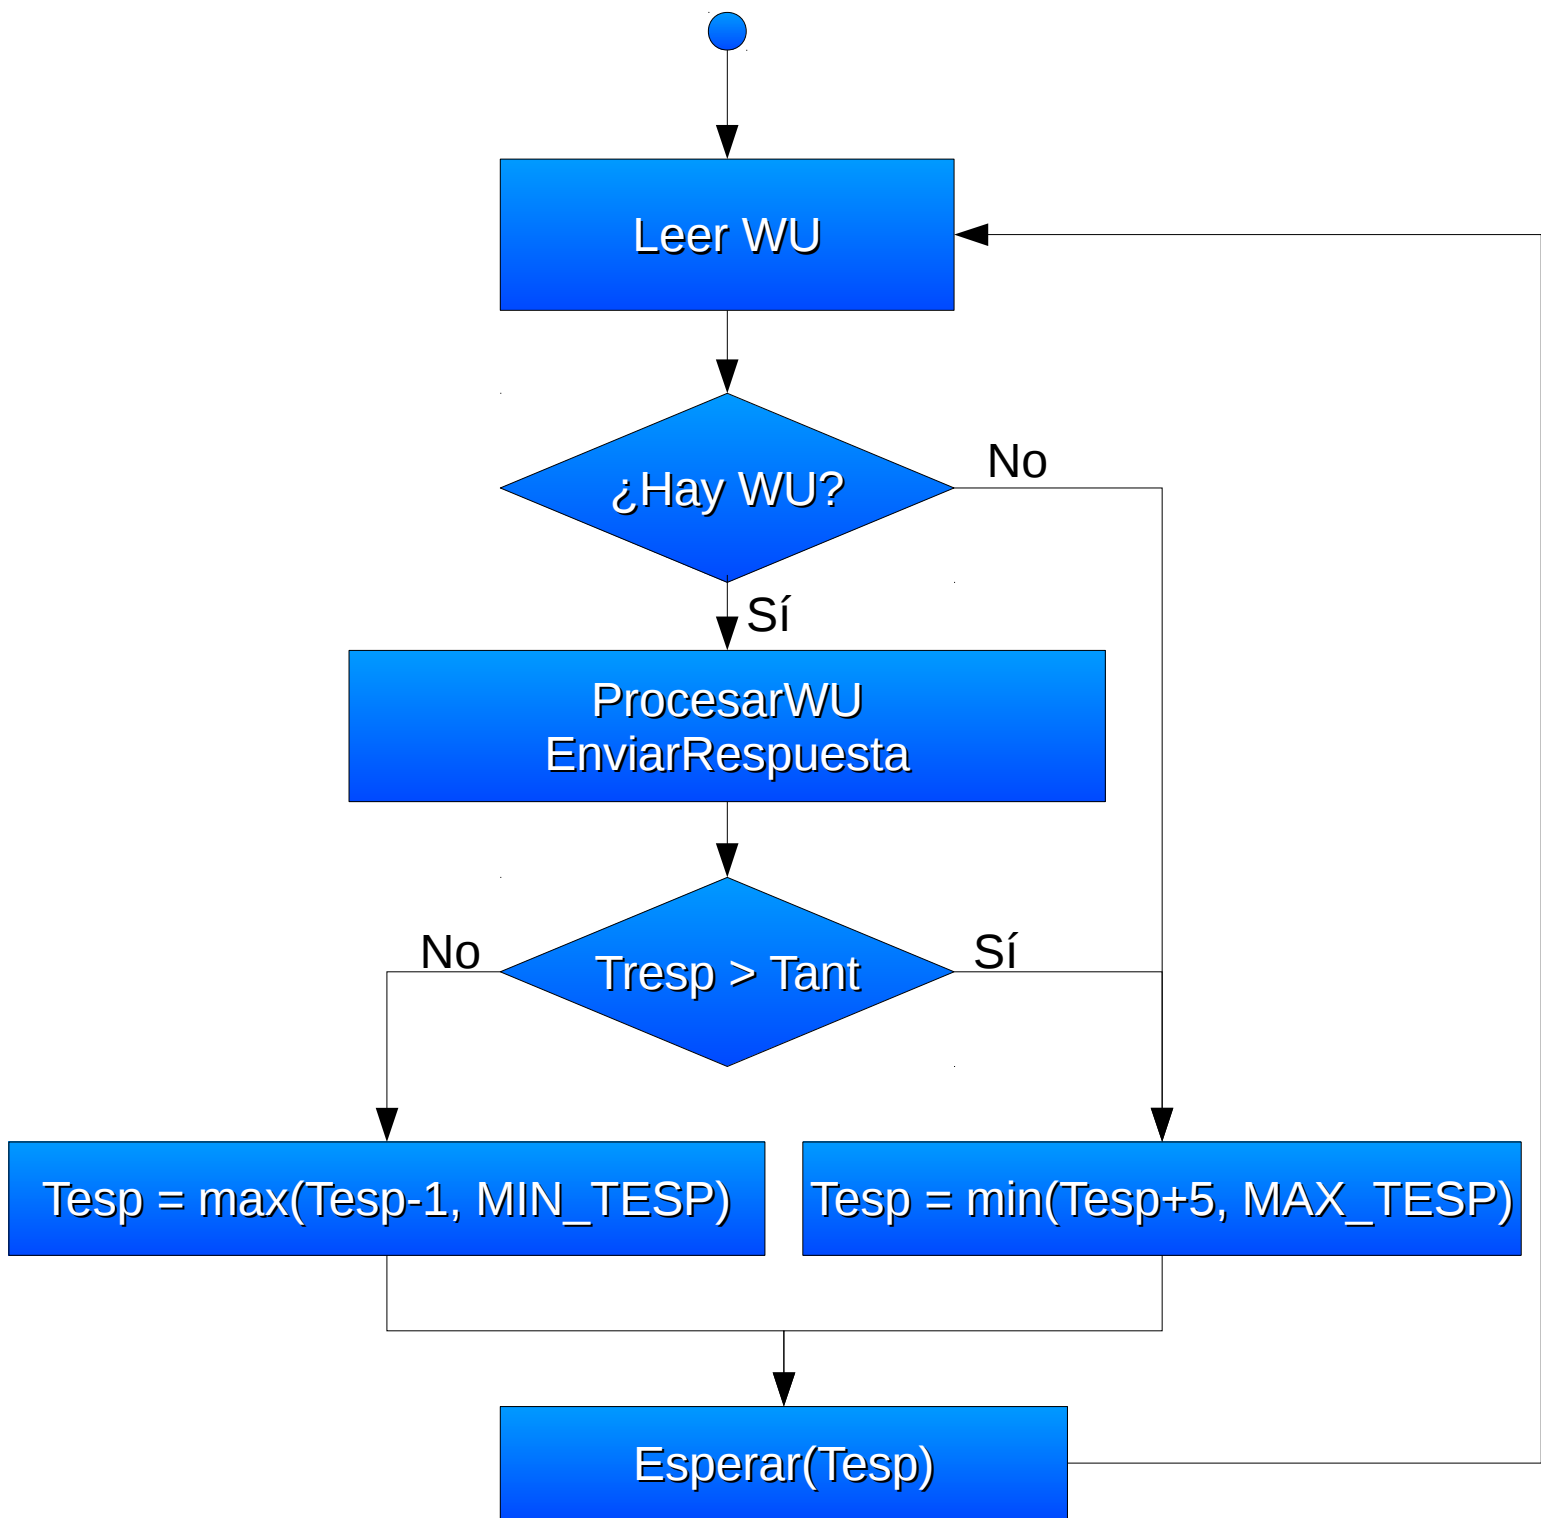 Leer WU
¿Hay WU?
No
Sí
ProcesarWU
EnviarRespuesta
No
Sí
Tresp > Tant
Tesp = max(Tesp-1, MIN_TESP)
Tesp = min(Tesp+5, MAX_TESP)
Esperar(Tesp)